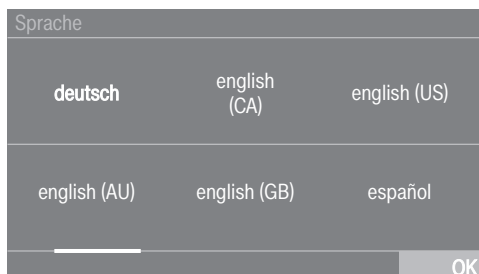 Sprache
deutsch
english
(CA)
english (US)
english (AU)
english (GB)
español
OK